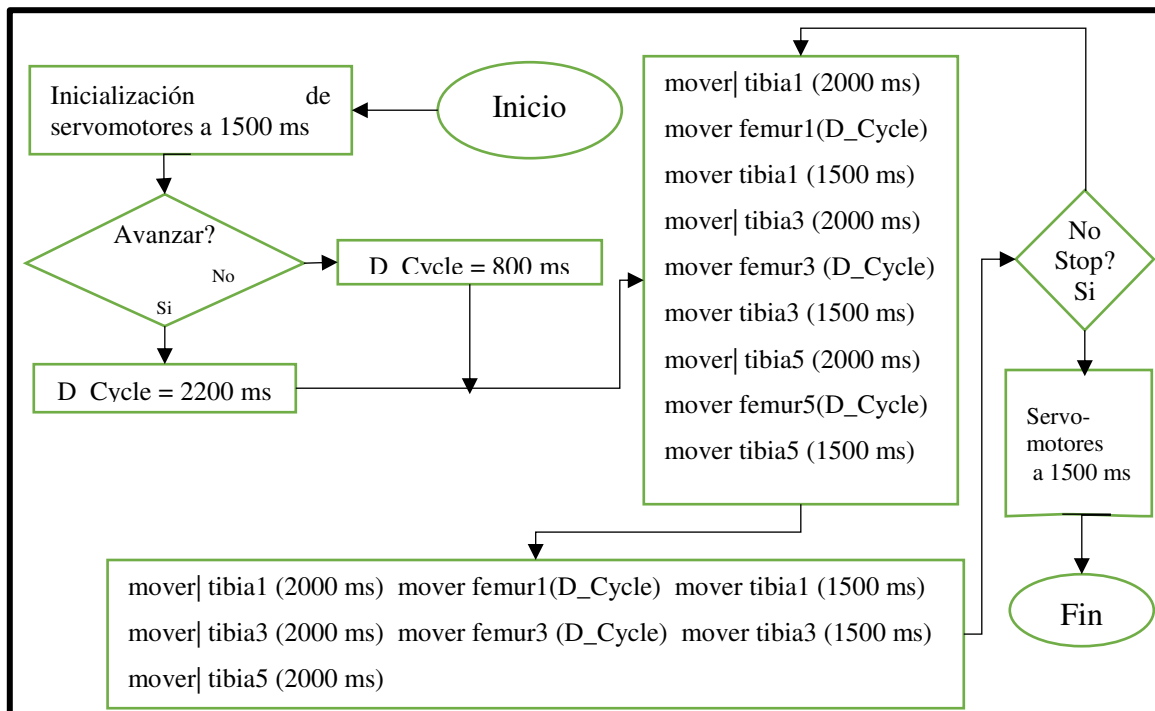 Inicio
Inicialización de
servomotores a 1500 ms
Avanzar?
No
Si
D_Cycle = 800 ms
D_Cycle = 2200 ms
mover| tibia1 (2000 ms)
mover femur1(D_Cycle)
mover tibia1 (1500 ms)
mover| tibia3 (2000 ms)
mover femur3 (D_Cycle)
mover tibia3 (1500 ms)
mover| tibia5 (2000 ms)
mover femur5(D_Cycle)
mover tibia5 (1500 ms)
mover| tibia1 (2000 ms) mover femur1(D_Cycle) mover tibia1 (1500 ms)
mover| tibia3 (2000 ms) mover femur3 (D_Cycle) mover tibia3 (1500 ms)
mover| tibia5 (2000 ms)
No
Stop?
Si
Servo-
motores
a 1500 ms
Fin